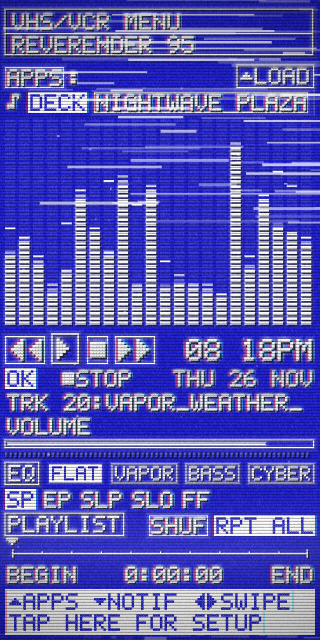 VHS/VCR MENU
REVERENDER 95
APPS: ▲LOAD
DECK NIGHTWAVE PLAZA
08 18PM
OK ■STOP THU 26 NOV
TRK 20:VAPOR_WEATHER_
VOLUME
EQ FLAT VAPOR BASS CYBER
SP EP SLP SLO FF
PLAYLIST SHUF RPT ALL
BEGIN 0:00:00 END
▲APPS ▼NOTIF ◀▶SWIPE
TAP HERE FOR SETUP